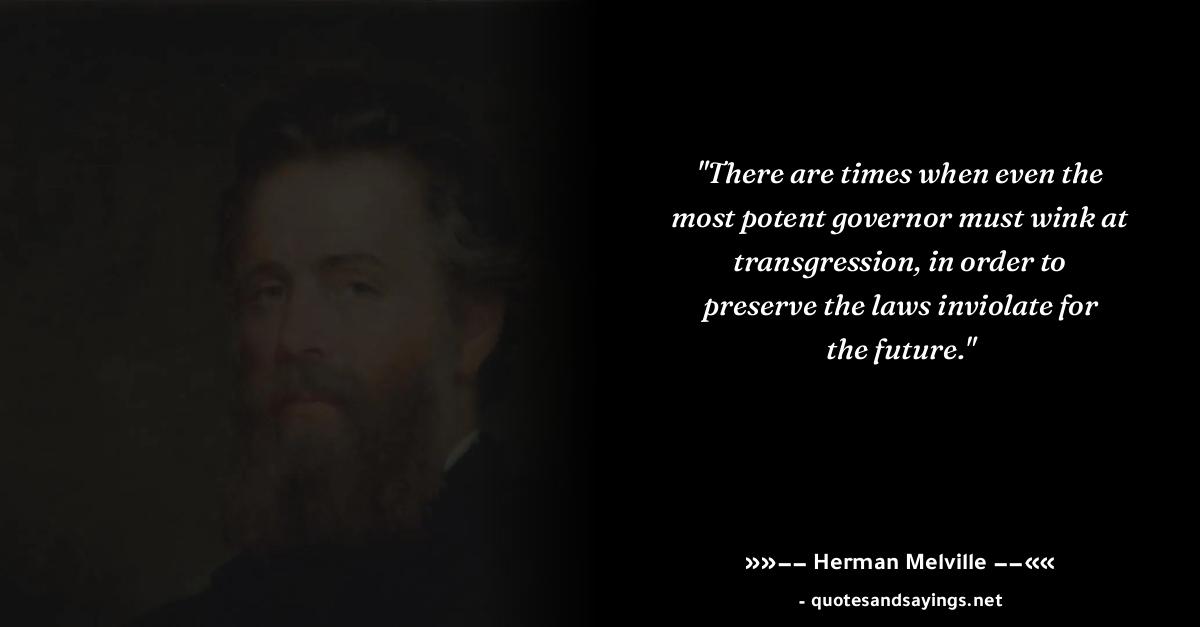 "There are times when even the
most potent governor must wink at
transgression, in order to
preserve the laws inviolate for
the future."
»»−− Herman Melville −−««
- quotesandsayings.net